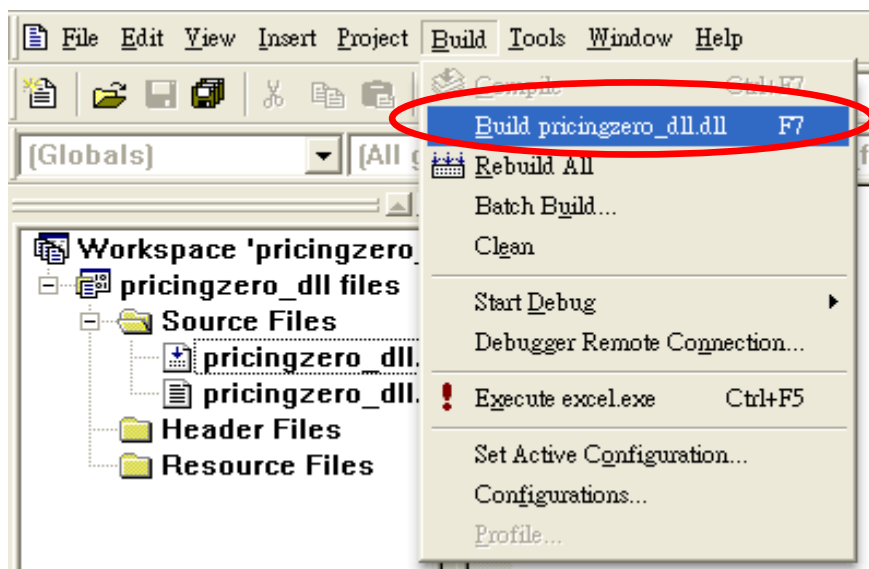 File Edit View Insert Project Build Tools Window Help
Compile Ctrl+F7
Build pricingzero_dll.dll F7
(Globals) (All
Rebuild All
Batch Build...
Clean
Workspace 'pricingzero_
pricingzero_dll files
Source Files
pricingzero_dll.
pricingzero_dll.
Header Files
Resource Files
Start Debug
Debugger Remote Connection...
Execute excel.exe Ctrl+F5
Set Active Configuration...
Configurations...
Profile...